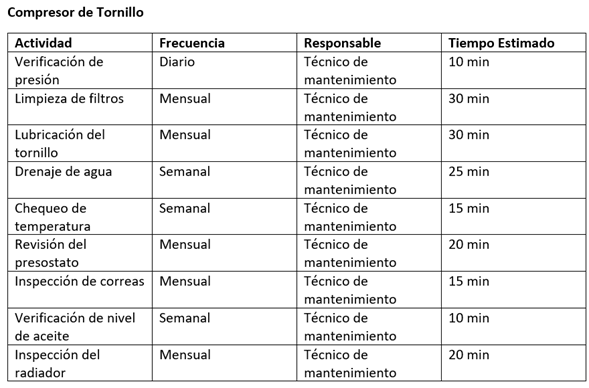 Compresor de Tornillo
Actividad Frecuencia Responsable Tiempo Estimado
Verificación de presión Diario Técnico de mantenimiento 10 min
Limpieza de filtros Mensual Técnico de mantenimiento 30 min
Lubricación del tornillo Mensual Técnico de mantenimiento 30 min
Drenaje de agua Semanal Técnico de mantenimiento 25 min
Chequeo de temperatura Semanal Técnico de mantenimiento 15 min
Revisión del presostato Mensual Técnico de mantenimiento 20 min
Inspección de correas Mensual Técnico de mantenimiento 15 min
Verificación de nivel de aceite Semanal Técnico de mantenimiento 10 min
Inspección del radiador Mensual Técnico de mantenimiento 20 min